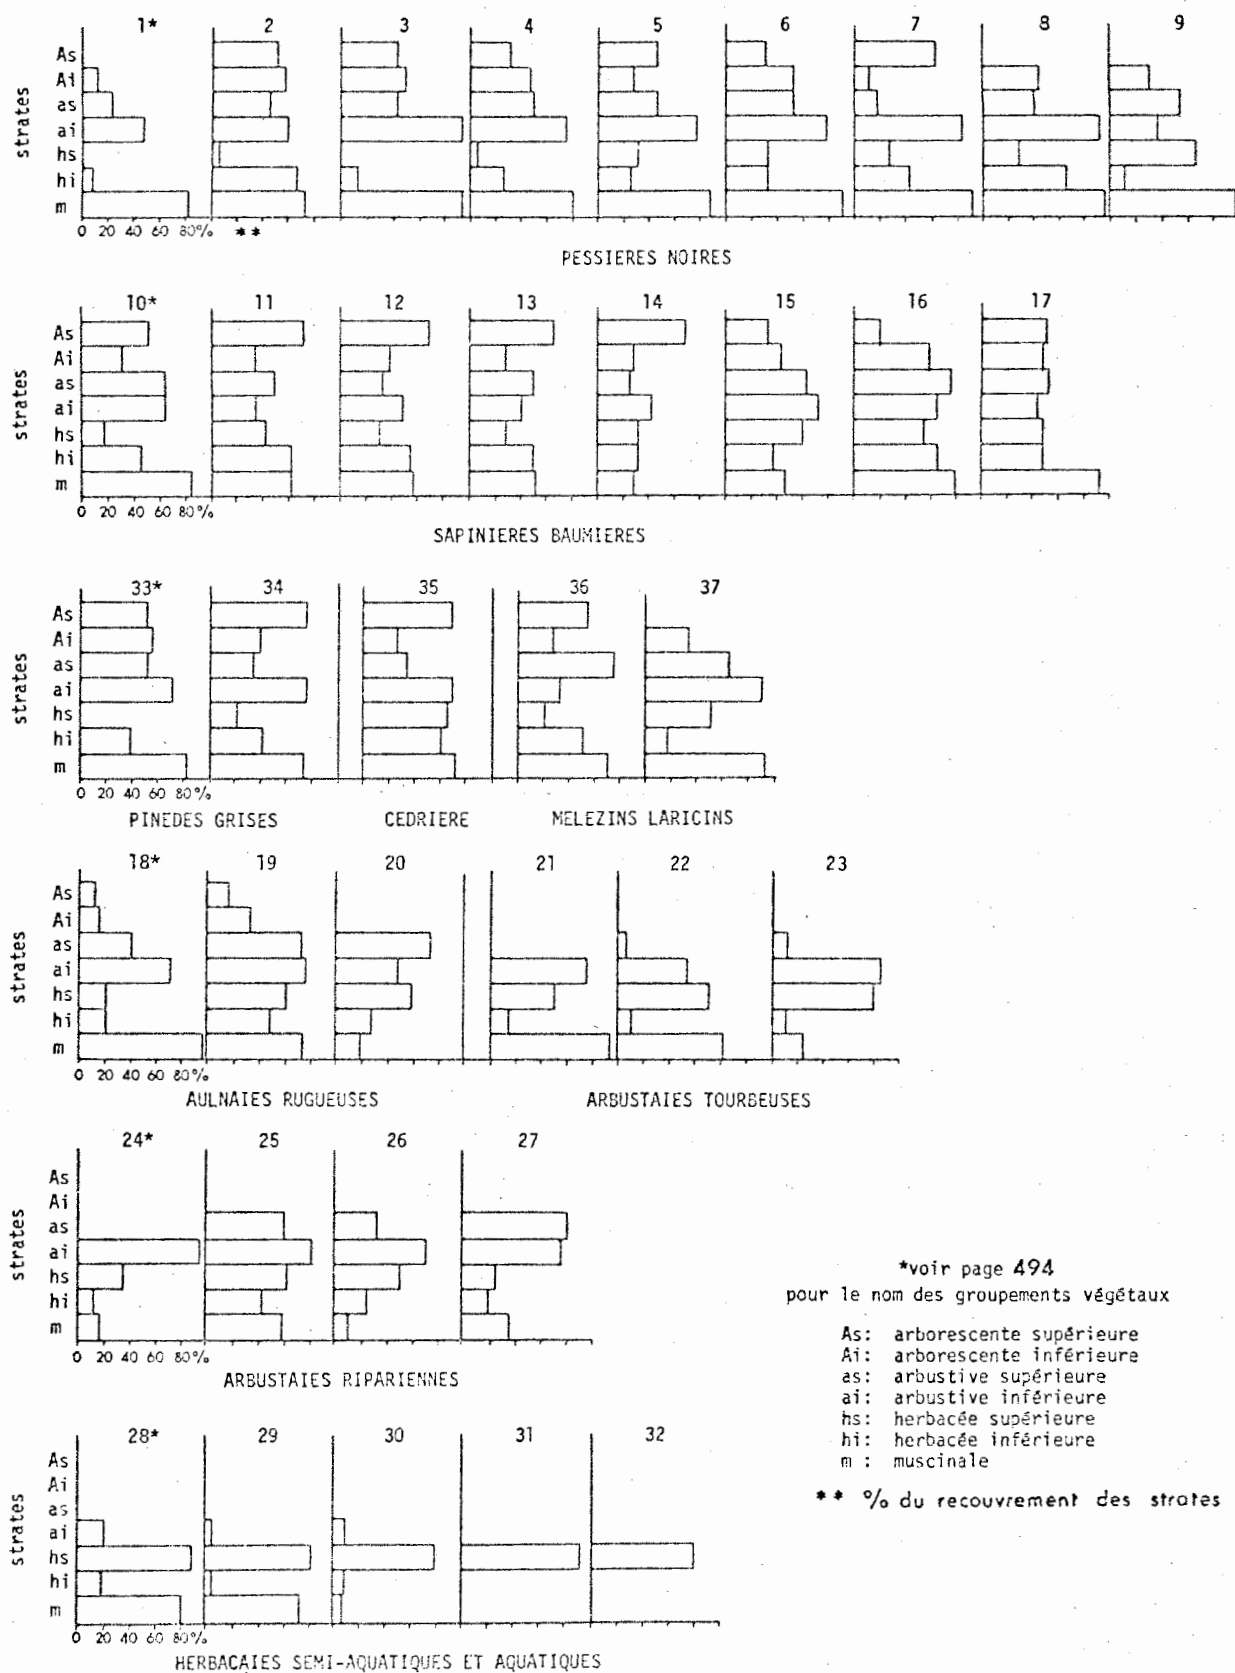 1* 2 3 4 5 6 7 8 9
strates
As
Ai
as
ai
hs
hi
m
0 20 40 60 80% **
PESSIERES NOIRES
10* 11 12 13 14 15 16 17
strates
As
Ai
as
ai
hs
hi
m
0 20 40 60 80%
SAPINIERES BAUMIERES
33* 34 35 36 37
strates
As
Ai
as
ai
hs
hi
m
0 20 40 60 80%
PINEDES GRISES CEDRIERE MELEZINS LARICINS
18* 19 20 21 22 23
strates
As
Ai
as
ai
hs
hi
m
0 20 40 60 80%
AULNAIES RUGUEUSES ARBUSTAIES TOURBEUSES
24* 25 26 27
strates
As
Ai
as
ai
hs
hi
m
0 20 40 60 80%
ARBUSTAIES RIPARIENNES
28* 29 30 31 32
strates
As
Ai
as
ai
hs
hi
m
0 20 40 60 80%
HERBACAIES SEMI-AQUATIQUES ET AQUATIQUES
*voir page 494
pour le nom des groupements végétaux
As: arborescente supérieure
Ai: arborescente inférieure
as: arbustive supérieure
ai: arbustive inférieure
hs: herbacée supérieure
hi: herbacée inférieure
m : muscinale
** % du recouvrement des strates